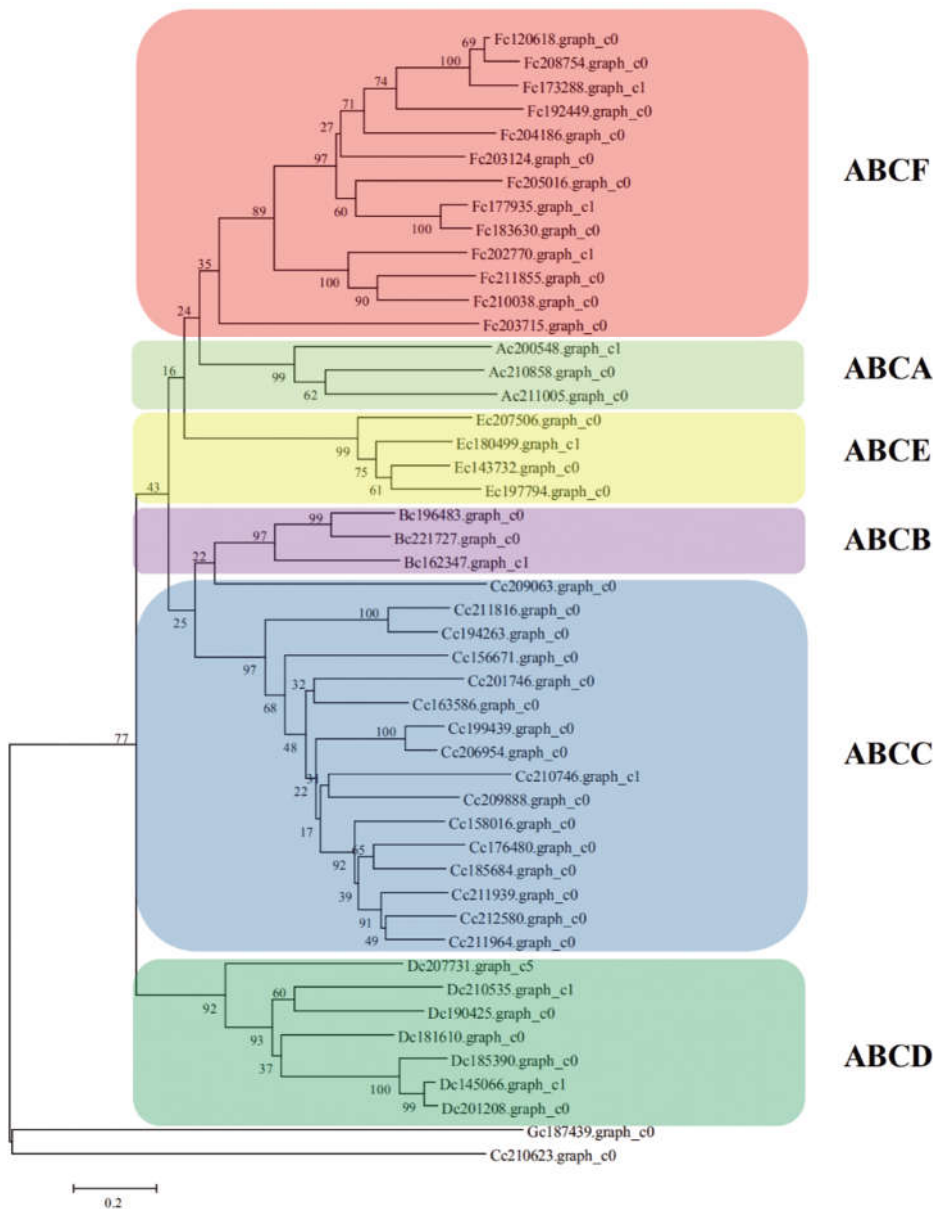 69
Fc120618.graph_c0
Fc208754.graph_c0
100
74
Fc173288.graph_c1
71
Fc192449.graph_c0
27
Fc204186.graph_c0
97
Fc203124.graph_c0
ABCF
Fc205016.graph_c0
89
60
Fc177935.graph_c1
100
Fc183630.graph_c0
Fc202770.graph_c1
35
100
Fc211855.graph_c0
90
Fc210038.graph_c0
24
Fc203715.graph_c0
Ac200548.graph_c1
16
99
Ac210858.graph_c0
ABCA
62
Ac211005.graph_c0
Ec207506.graph_c0
99
Ec180499.graph_c1
ABCE
75
Ec143732.graph_c0
43
61
Ec197794.graph_c0
99
Bc196483.graph_c0
97
Bc221727.graph_c0
ABCB
22
Bc162347.graph_c1
Cc209063.graph_c0
25
100
Cc211816.graph_c0
Cc194263.graph_c0
97
Cc156671.graph_c0
32
Cc201746.graph_c0
68
Cc163586.graph_c0
48
100
Cc199439.graph_c0
77
Cc206954.graph_c0
ABCC
Cc210746.graph_c1
22
Cc209888.graph_c0
17
Cc158016.graph_c0
65
Cc176480.graph_c0
92
Cc185684.graph_c0
39
Cc211939.graph_c0
91
Cc212580.graph_c0
49
Cc211964.graph_c0
Dc207731.graph_c5
60
Dc210535.graph_c1
92
Dc190425.graph_c0
93
Dc181610.graph_c0
37
Dc185390.graph_c0
ABCD
100
Dc145066.graph_c1
99
Dc201208.graph_c0
Gc187439.graph_c0
Cc210623.graph_c0
0.2